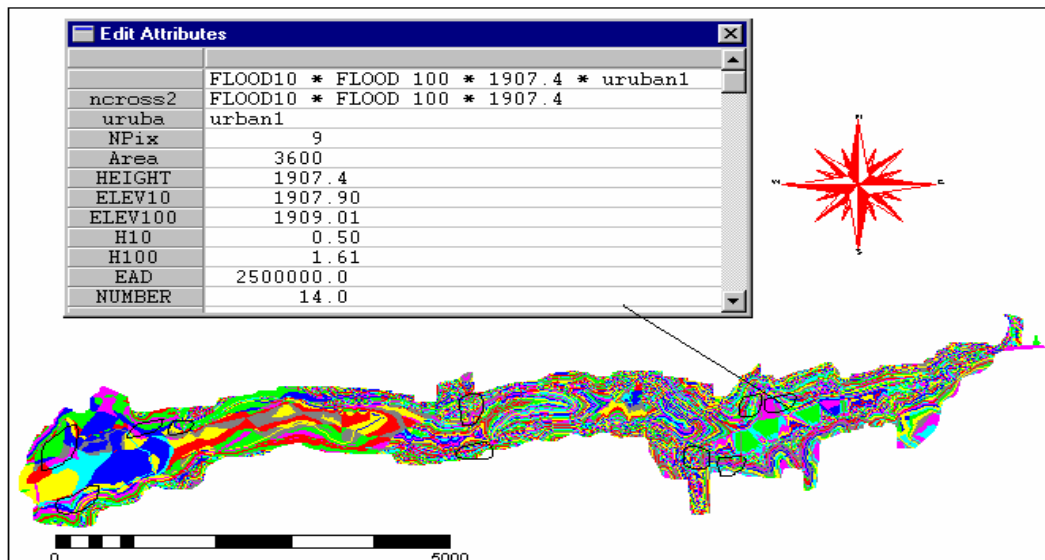 Edit Attributes
FLOOD10 * FLOOD 100 * 1907.4 * uruban1
ncross2 FLOOD10 * FLOOD 100 * 1907.4
uruba urban1
NPix 9
Area 3600
HEIGHT 1907.4
ELEV10 1907.90
ELEV100 1909.01
H10 0.50
H100 1.61
EAD 2500000.0
NUMBER 14.0
0 5000